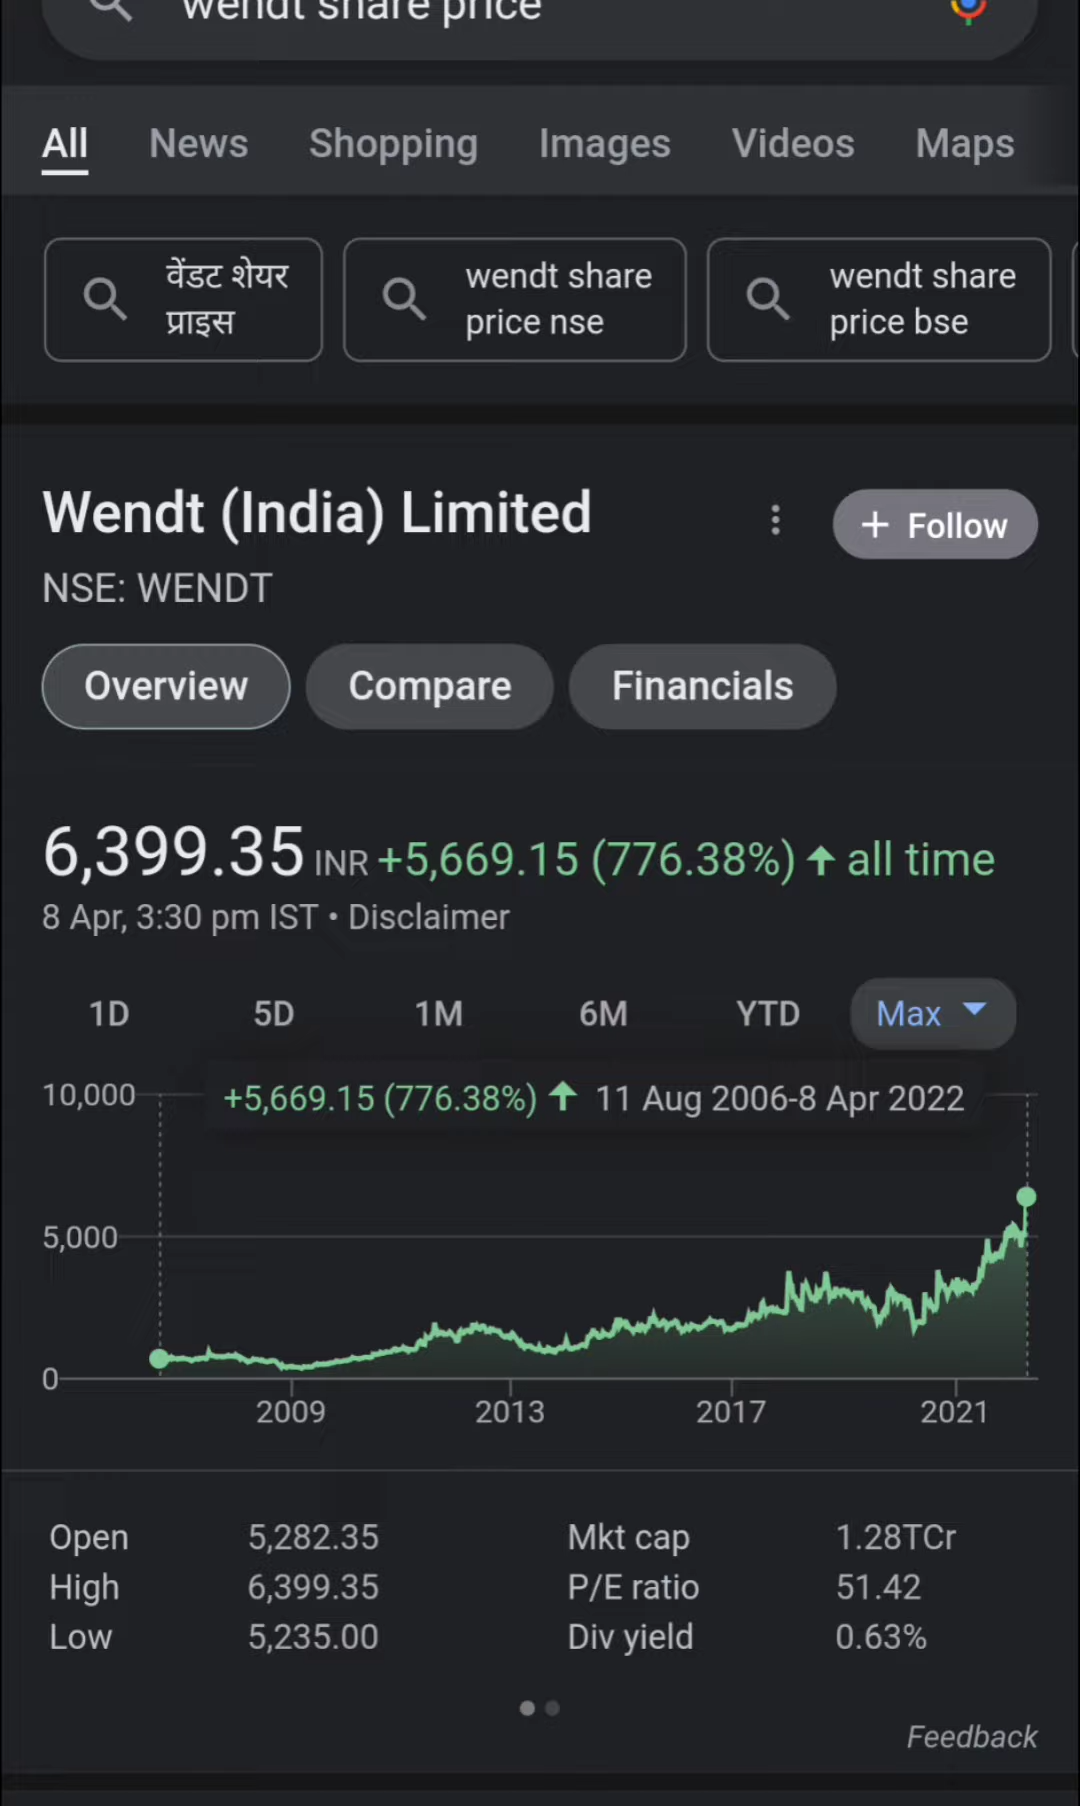 wendt share price
All News Shopping Images Videos Maps
वेंडट शेयर
प्राइस
wendt share
price nse
wendt share
price bse
Wendt (India) Limited
+ Follow
NSE: WENDT
Overview Compare Financials
6,399.35 INR +5,669.15 (776.38%) ↑ all time
8 Apr, 3:30 pm IST • Disclaimer
1D 5D 1M 6M YTD Max
+5,669.15 (776.38%) ↑ 11 Aug 2006-8 Apr 2022
10,000
5,000
0
2009 2013 2017 2021
Open 5,282.35 Mkt cap 1.28TCr
High 6,399.35 P/E ratio 51.42
Low 5,235.00 Div yield 0.63%
Feedback